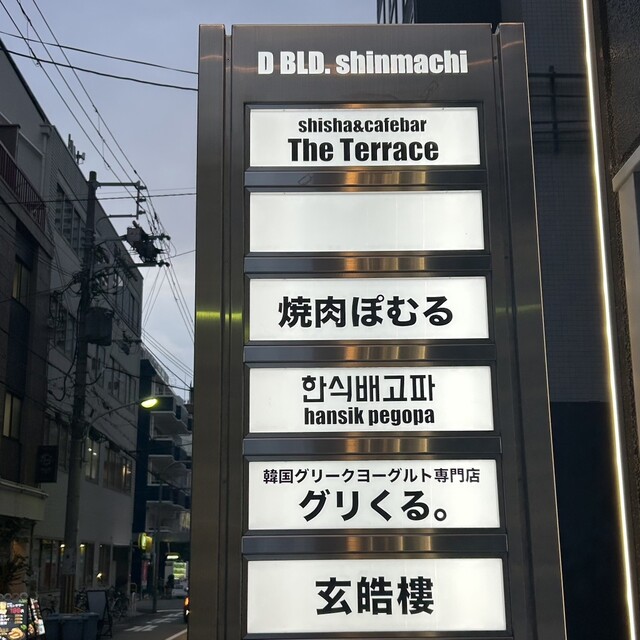 D BLD. shinmachi
shisha&cafebar
The Terrace
焼肉ぽむる
한식배고파
hansik pegopa
韓国グリークヨーグルト専門店
グリくる。
玄皓樓